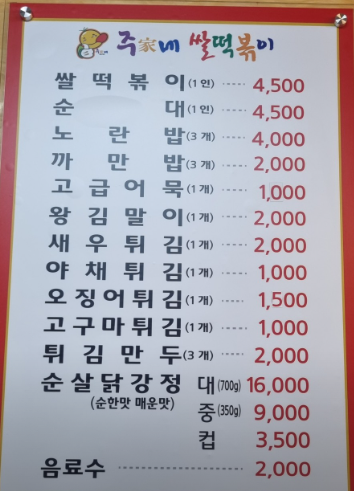 주家네 쌀떡볶이
쌀떡볶이(1인) ····· 4,500
순대(1인) ····· 4,500
노란밥(3개) ····· 4,000
까만밥(3개) ····· 2,000
고급어묵(1개) ····· 1,000
왕김말이(1개) ····· 2,000
새우튀김(1개) ····· 2,000
야채튀김(1개) ····· 1,000
오징어튀김(1개) ····· 1,500
고구마튀김(1개) ····· 1,000
튀김만두(3개) ····· 2,000
순살닭강정 대(700g) 16,000
(순한맛 매운맛) 중(350g) 9,000
컵 3,500
음료수 ················ 2,000